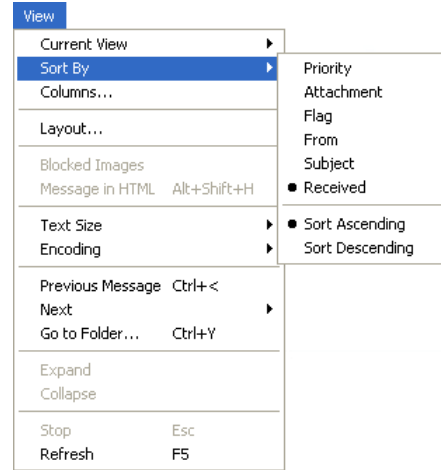 View
Current View
Sort By
Columns...
Layout...
Blocked Images
Message in HTML Alt+Shift+H
Text Size
Encoding
Previous Message Ctrl+<
Next
Go to Folder... Ctrl+Y
Expand
Collapse
Stop Esc
Refresh F5
Priority
Attachment
Flag
From
Subject
Received
Sort Ascending
Sort Descending